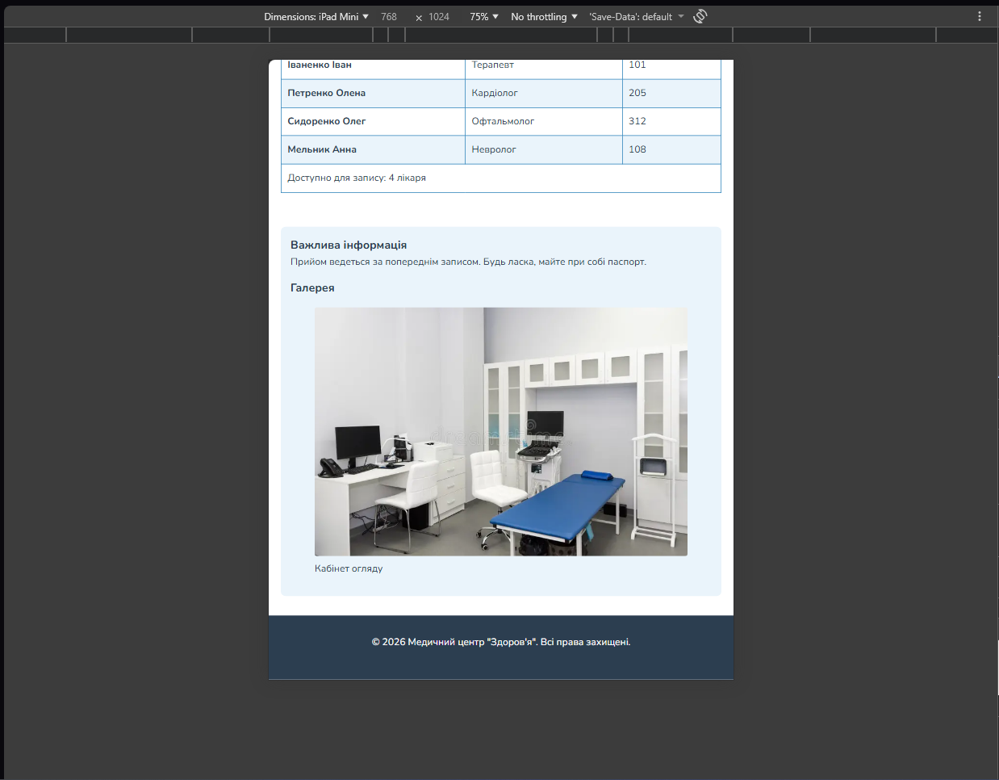 Dimensions: iPad Mini 768 × 1024 75% No throttling 'Save-Data': default
Іваненко Іван Терапевт 101
Петренко Олена Кардіолог 205
Сидоренко Олег Офтальмолог 312
Мельник Анна Невролог 108
Доступно для запису: 4 лікаря
Важлива інформація
Прийом ведеться за попереднім записом. Будь ласка, майте при собі паспорт.
Галерея
Кабінет огляду
© 2026 Медичний центр "Здоров'я". Всі права захищені.